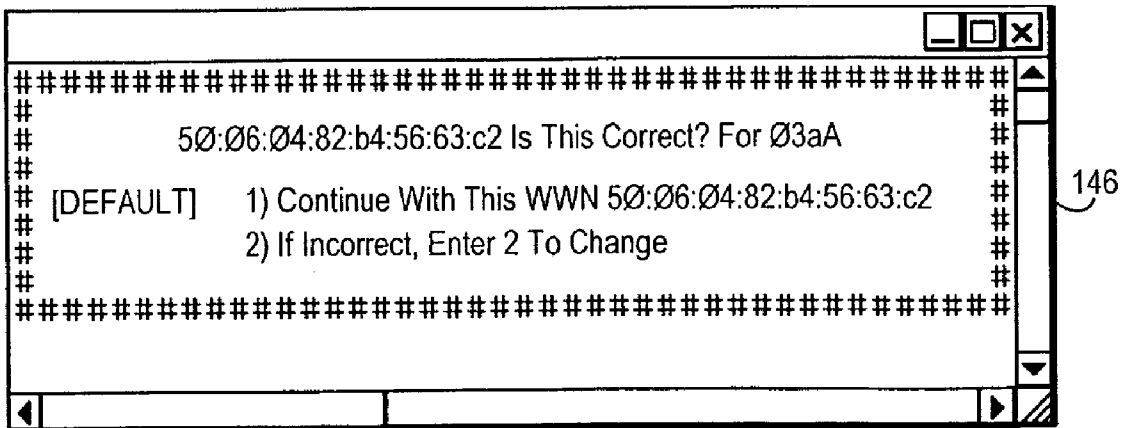 ##########################################
#                                        #
# 5Ø:Ø6:Ø4:82:b4:56:63:c2 Is This Correct? For Ø3aA #
#                                        #
# [DEFAULT] 1) Continue With This WWN 5Ø:Ø6:Ø4:82:b4:56:63:c2 #
# 2) If Incorrect, Enter 2 To Change #
#                                        #
##########################################
146